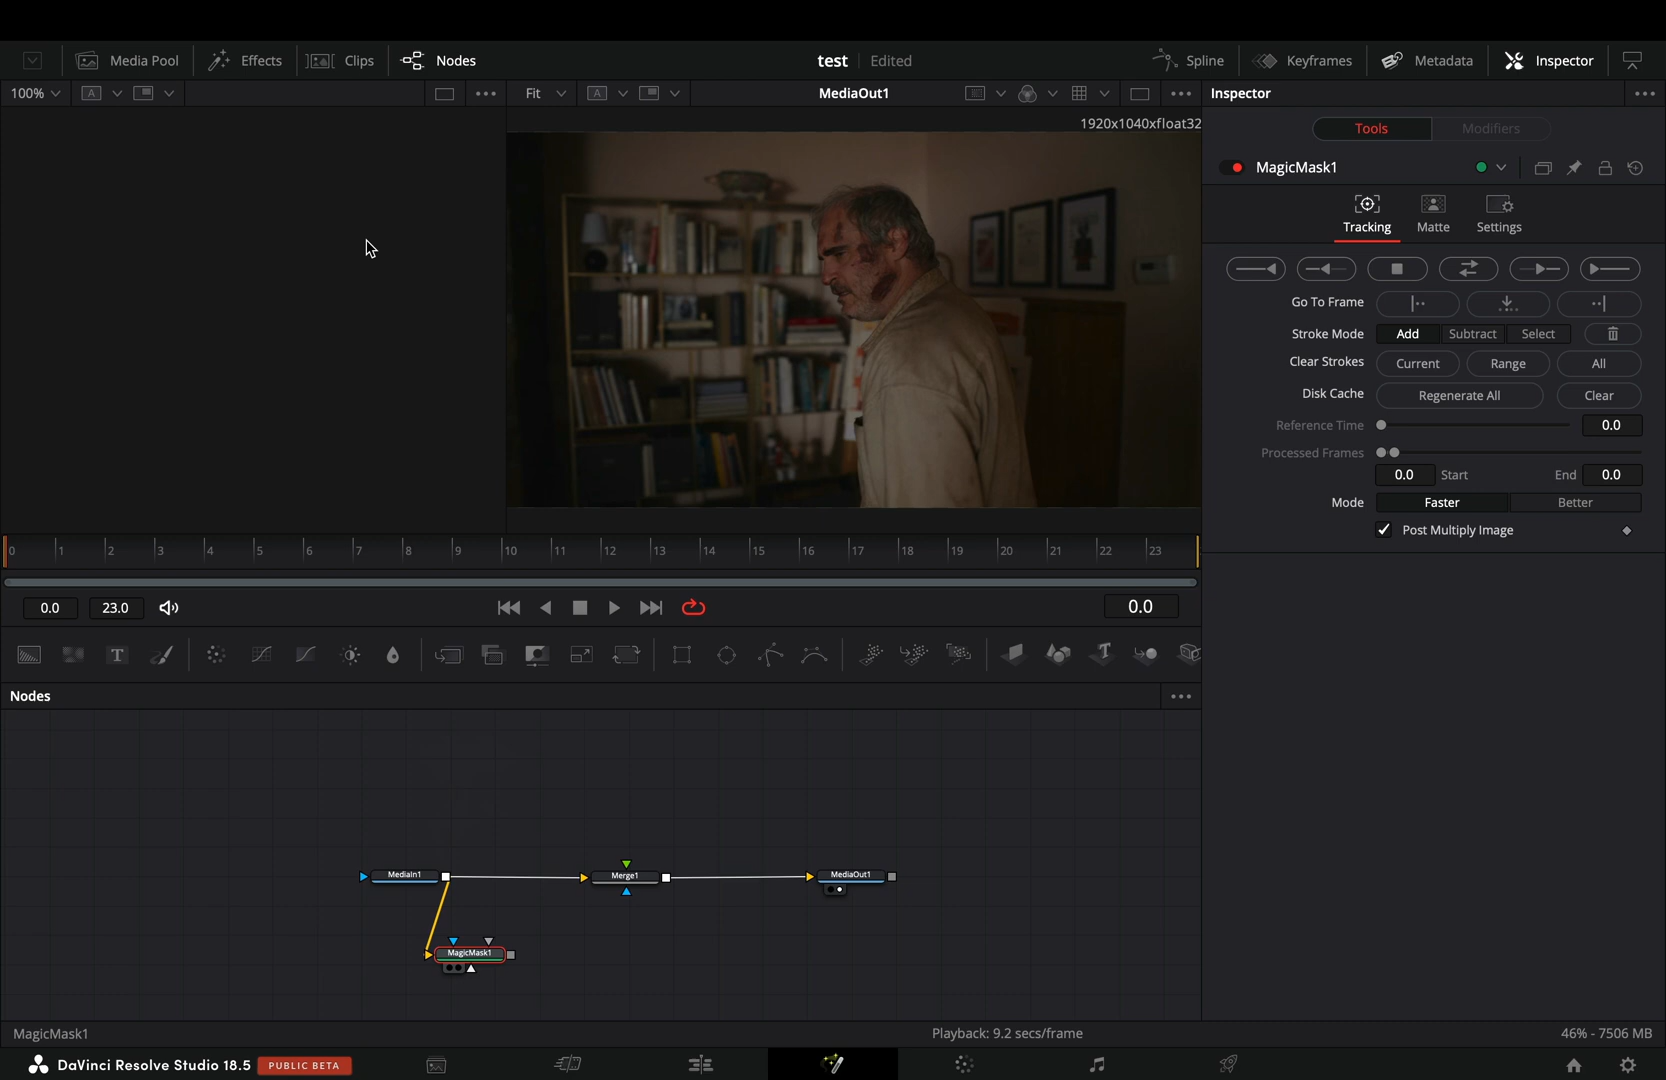 Media Pool Effects Clips Nodes test Edited Spline Keyframes Metadata Inspector
100% A Fit A MediaOut1 Inspector
1920x1040xfloat32
Tools Modifiers
MagicMask1
Tracking Matte Settings
Go To Frame
Stroke Mode Add Subtract Select
Clear Strokes Current Range All
Disk Cache Regenerate All Clear
Reference Time 0.0
Processed Frames
0.0 Start End 0.0
Mode Faster Better
Post Multiply Image
0 1 2 3 4 5 6 7 8 9 10 11 12 13 14 15 16 17 18 19 20 21 22 23
0.0 23.0 0.0
T T
Nodes
MediaIn1 Merge1 MediaOut1
MagicMask1
MagicMask1 Playback: 9.2 secs/frame 46% - 7506 MB
DaVinci Resolve Studio 18.5 PUBLIC BETA